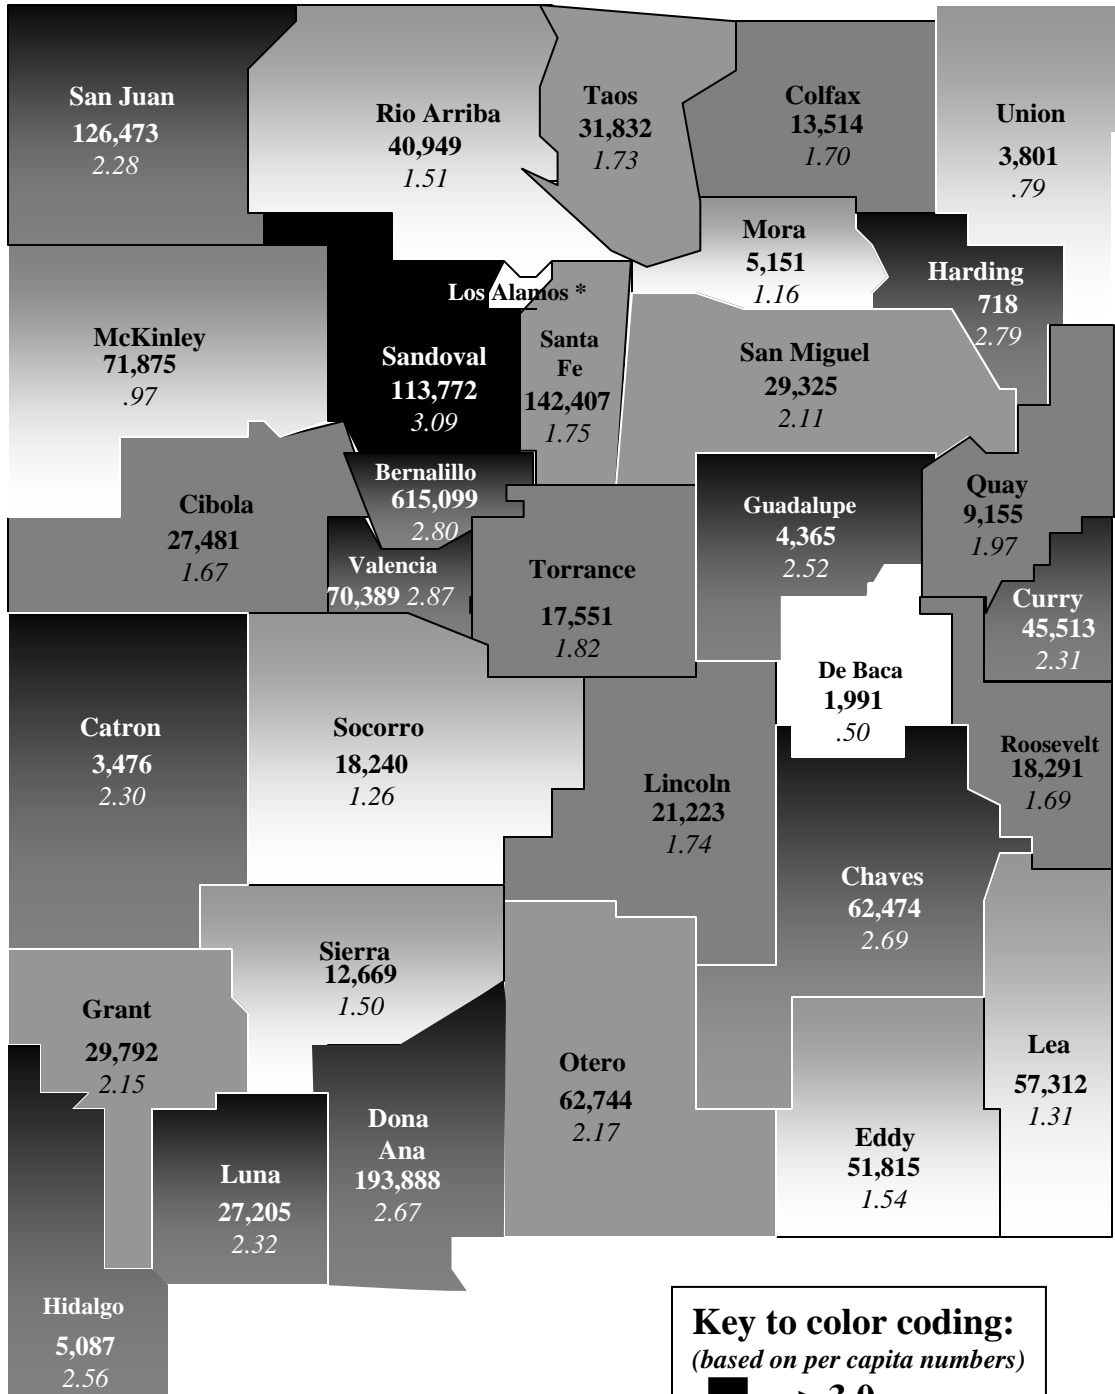 San Juan
126,473
2.28
Rio Arriba
40,949
1.51
Taos
31,832
1.73
Colfax
13,514
1.70
Union
3,801
.79
Mora
5,151
1.16
Harding
718
2.79
McKinley
71,875
.97
Los Alamos *
Sandoval
113,772
3.09
Santa
Fe
142,407
1.75
San Miguel
29,325
2.11
Cibola
27,481
1.67
Bernalillo
615,099
2.80
Valencia
70,389 2.87
Torrance
17,551
1.82
Guadalupe
4,365
2.52
Quay
9,155
1.97
Curry
45,513
2.31
De Baca
1,991
.50
Roosevelt
18,291
1.69
Catron
3,476
2.30
Socorro
18,240
1.26
Lincoln
21,223
1.74
Chaves
62,474
2.69
Sierra
12,669
1.50
Grant
29,792
2.15
Otero
62,744
2.17
Lea
57,312
1.31
Eddy
51,815
1.54
Dona
Ana
193,888
2.67
Luna
27,205
2.32
Hidalgo
5,087
2.56
Key to color coding:
(based on per capita numbers)
> 3.0